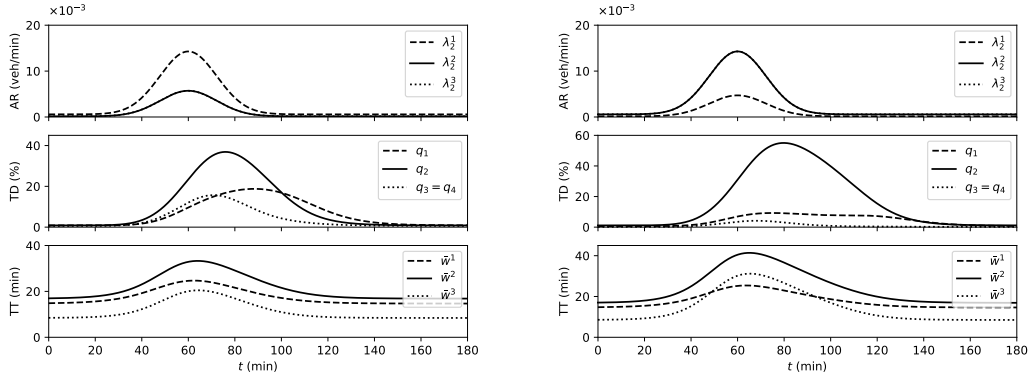 ×10⁻³
20
10
0
AR (veh/min)
λ₂¹
λ₂²
λ₂³
40
20
0
TD (%)
q₁
q₂
q₃ = q₄
40
20
0
TT (min)
w̄¹
w̄²
w̄³
0 20 40 60 80 100 120 140 160 180
t (min)
×10⁻³
20
10
0
AR (veh/min)
λ₂¹
λ₂²
λ₂³
60
40
20
0
TD (%)
q₁
q₂
q₃ = q₄
40
20
0
TT (min)
w̄¹
w̄²
w̄³
0 20 40 60 80 100 120 140 160 180
t (min)